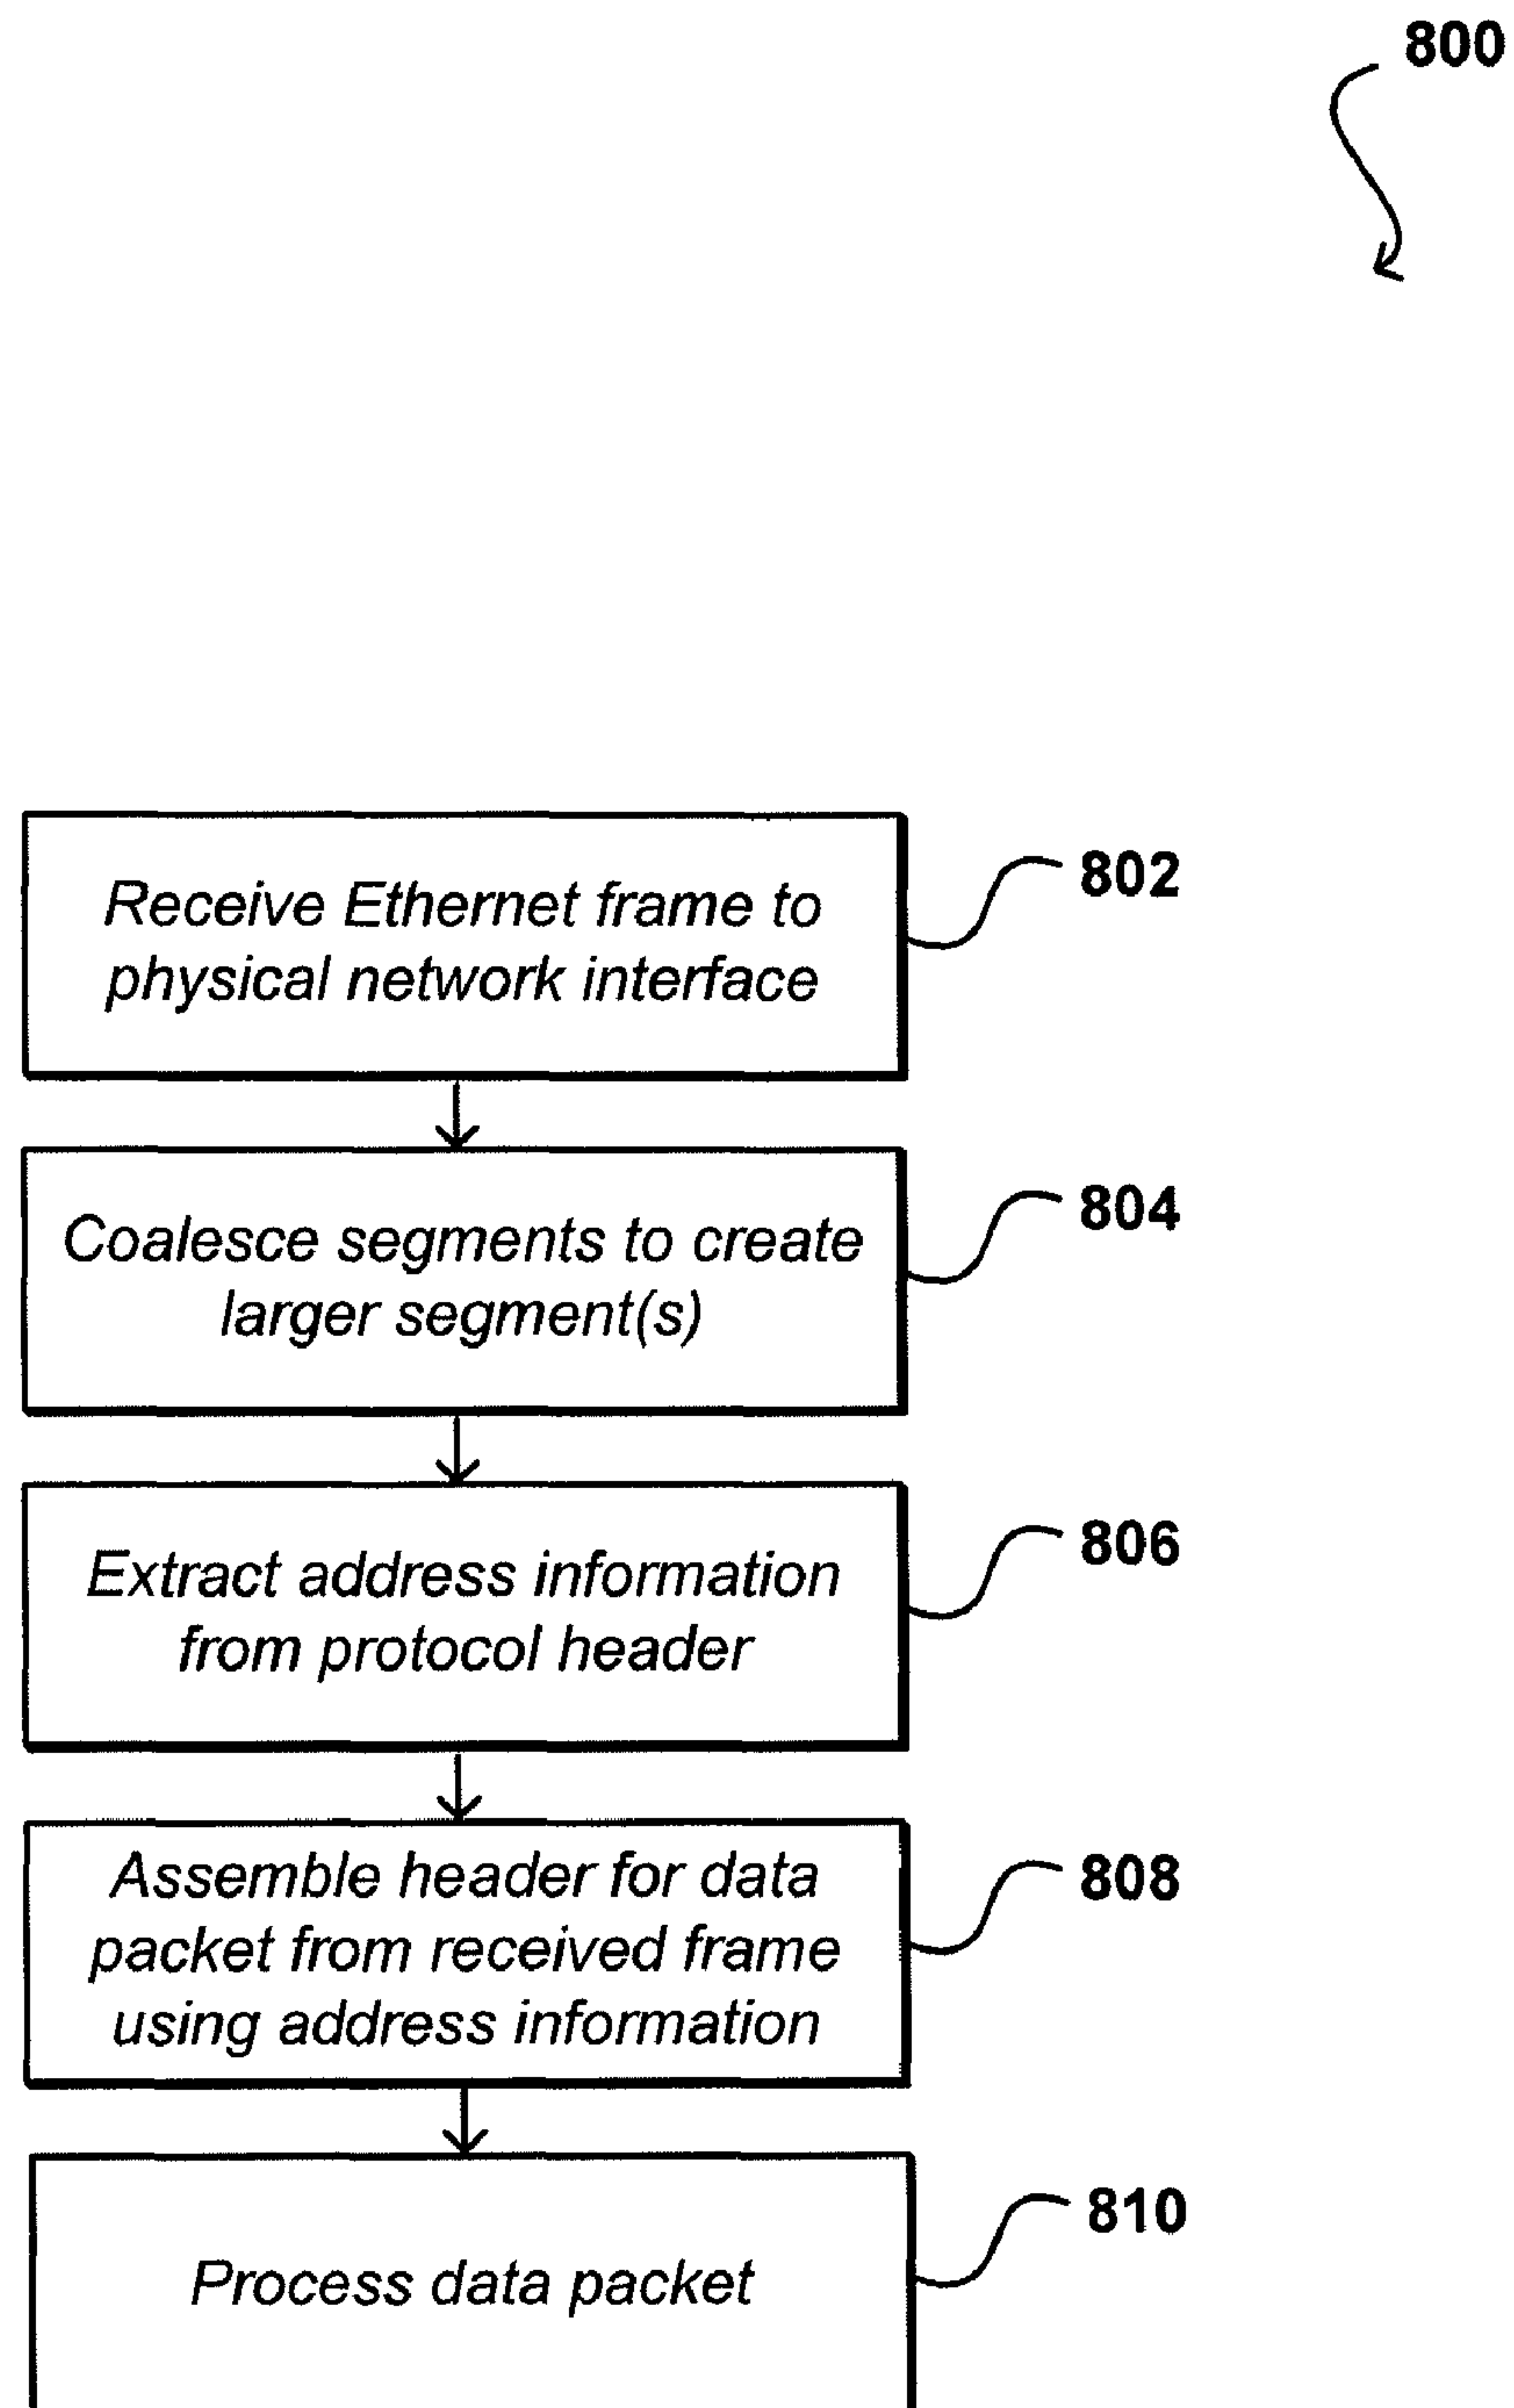 800
Receive Ethernet frame to
physical network interface
802
Coalesce segments to create
larger segment(s)
804
Extract address information
from protocol header
806
Assemble header for data
packet from received frame
using address information
808
Process data packet
810